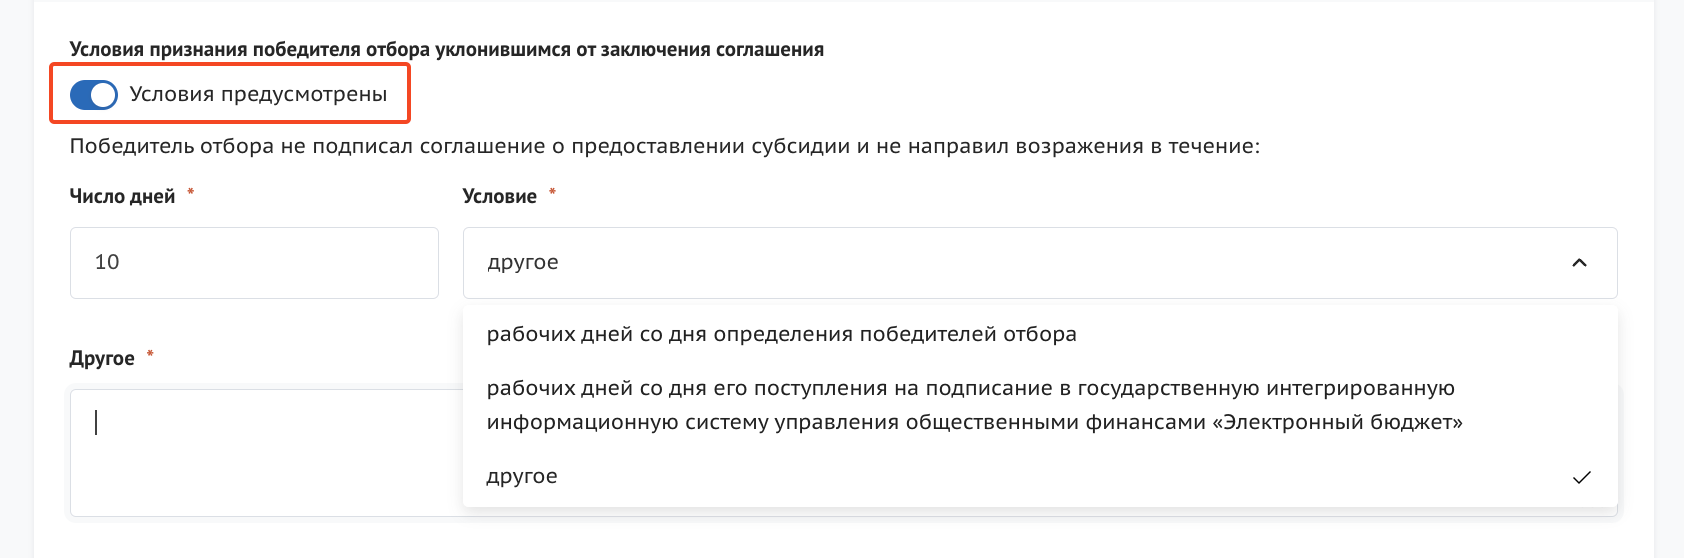 Условия признания победителя отбора уклонившимся от заключения соглашения
Условия предусмотрены
Победитель отбора не подписал соглашение о предоставлении субсидии и не направил возражения в течение:
Число дней *
Условие *
10
другое
рабочих дней со дня определения победителей отбора
Другое *
рабочих дней со дня его поступления на подписание в государственную интегрированную
информационную систему управления общественными финансами «Электронный бюджет»
другое